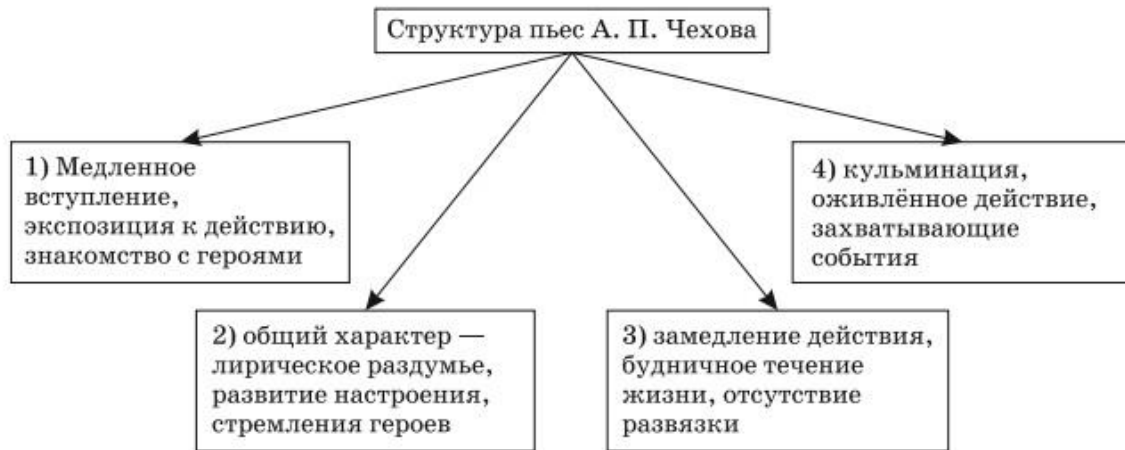 Структура пьес А. П. Чехова
1) Медленное
вступление,
экспозиция к действию,
знакомство с героями
2) общий характер —
лирическое раздумье,
развитие настроения,
стремления героев
3) замедление действия,
будничное течение
жизни, отсутствие
развязки
4) кульминация,
оживлённое действие,
захватывающие
события